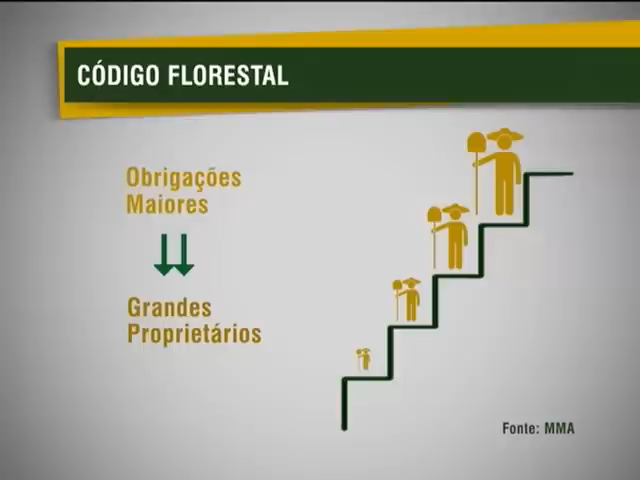 CÓDIGO FLORESTAL
Obrigações
Maiores
Grandes
Proprietários
Fonte: MMA